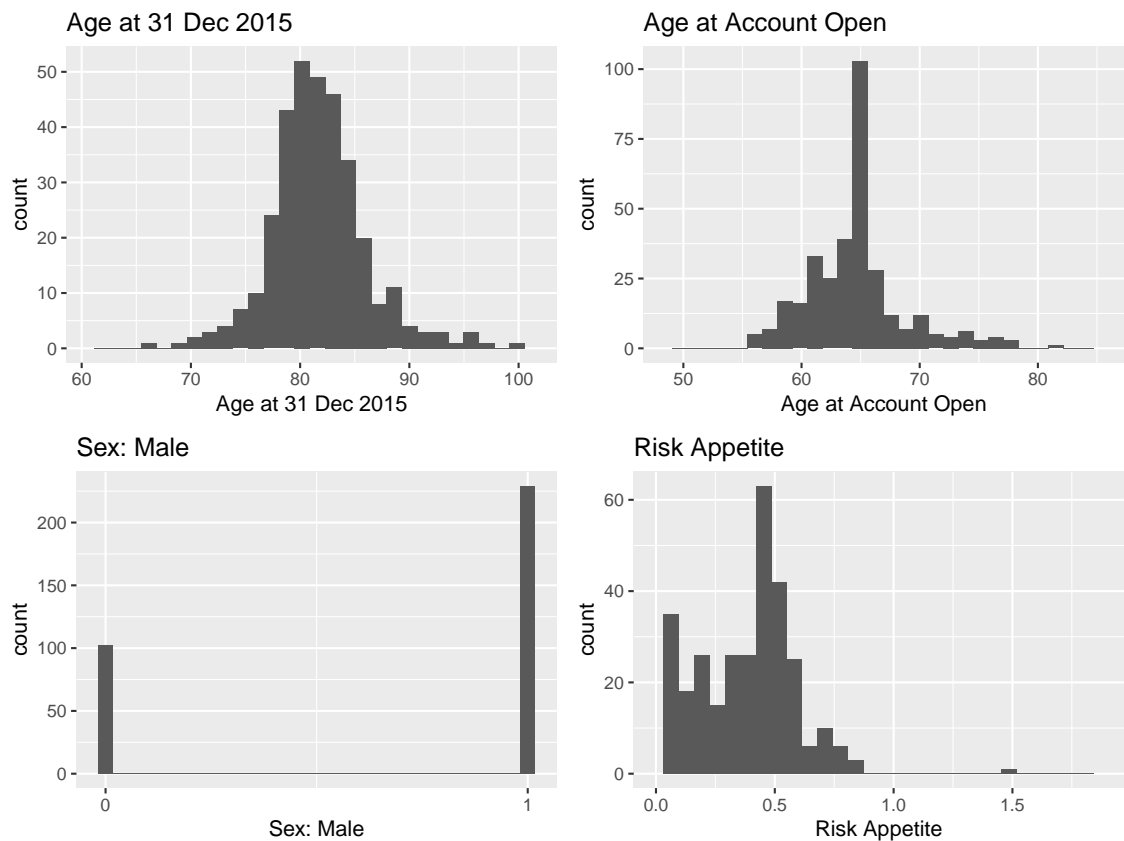 Age at 31 Dec 2015
50
40
30
20
10
0
count
60 70 80 90 100
Age at 31 Dec 2015
Age at Account Open
100
75
50
25
0
count
50 60 70 80
Age at Account Open
Sex: Male
200
150
100
50
0
count
0 1
Sex: Male
Risk Appetite
60
40
20
0
count
0.0 0.5 1.0 1.5
Risk Appetite